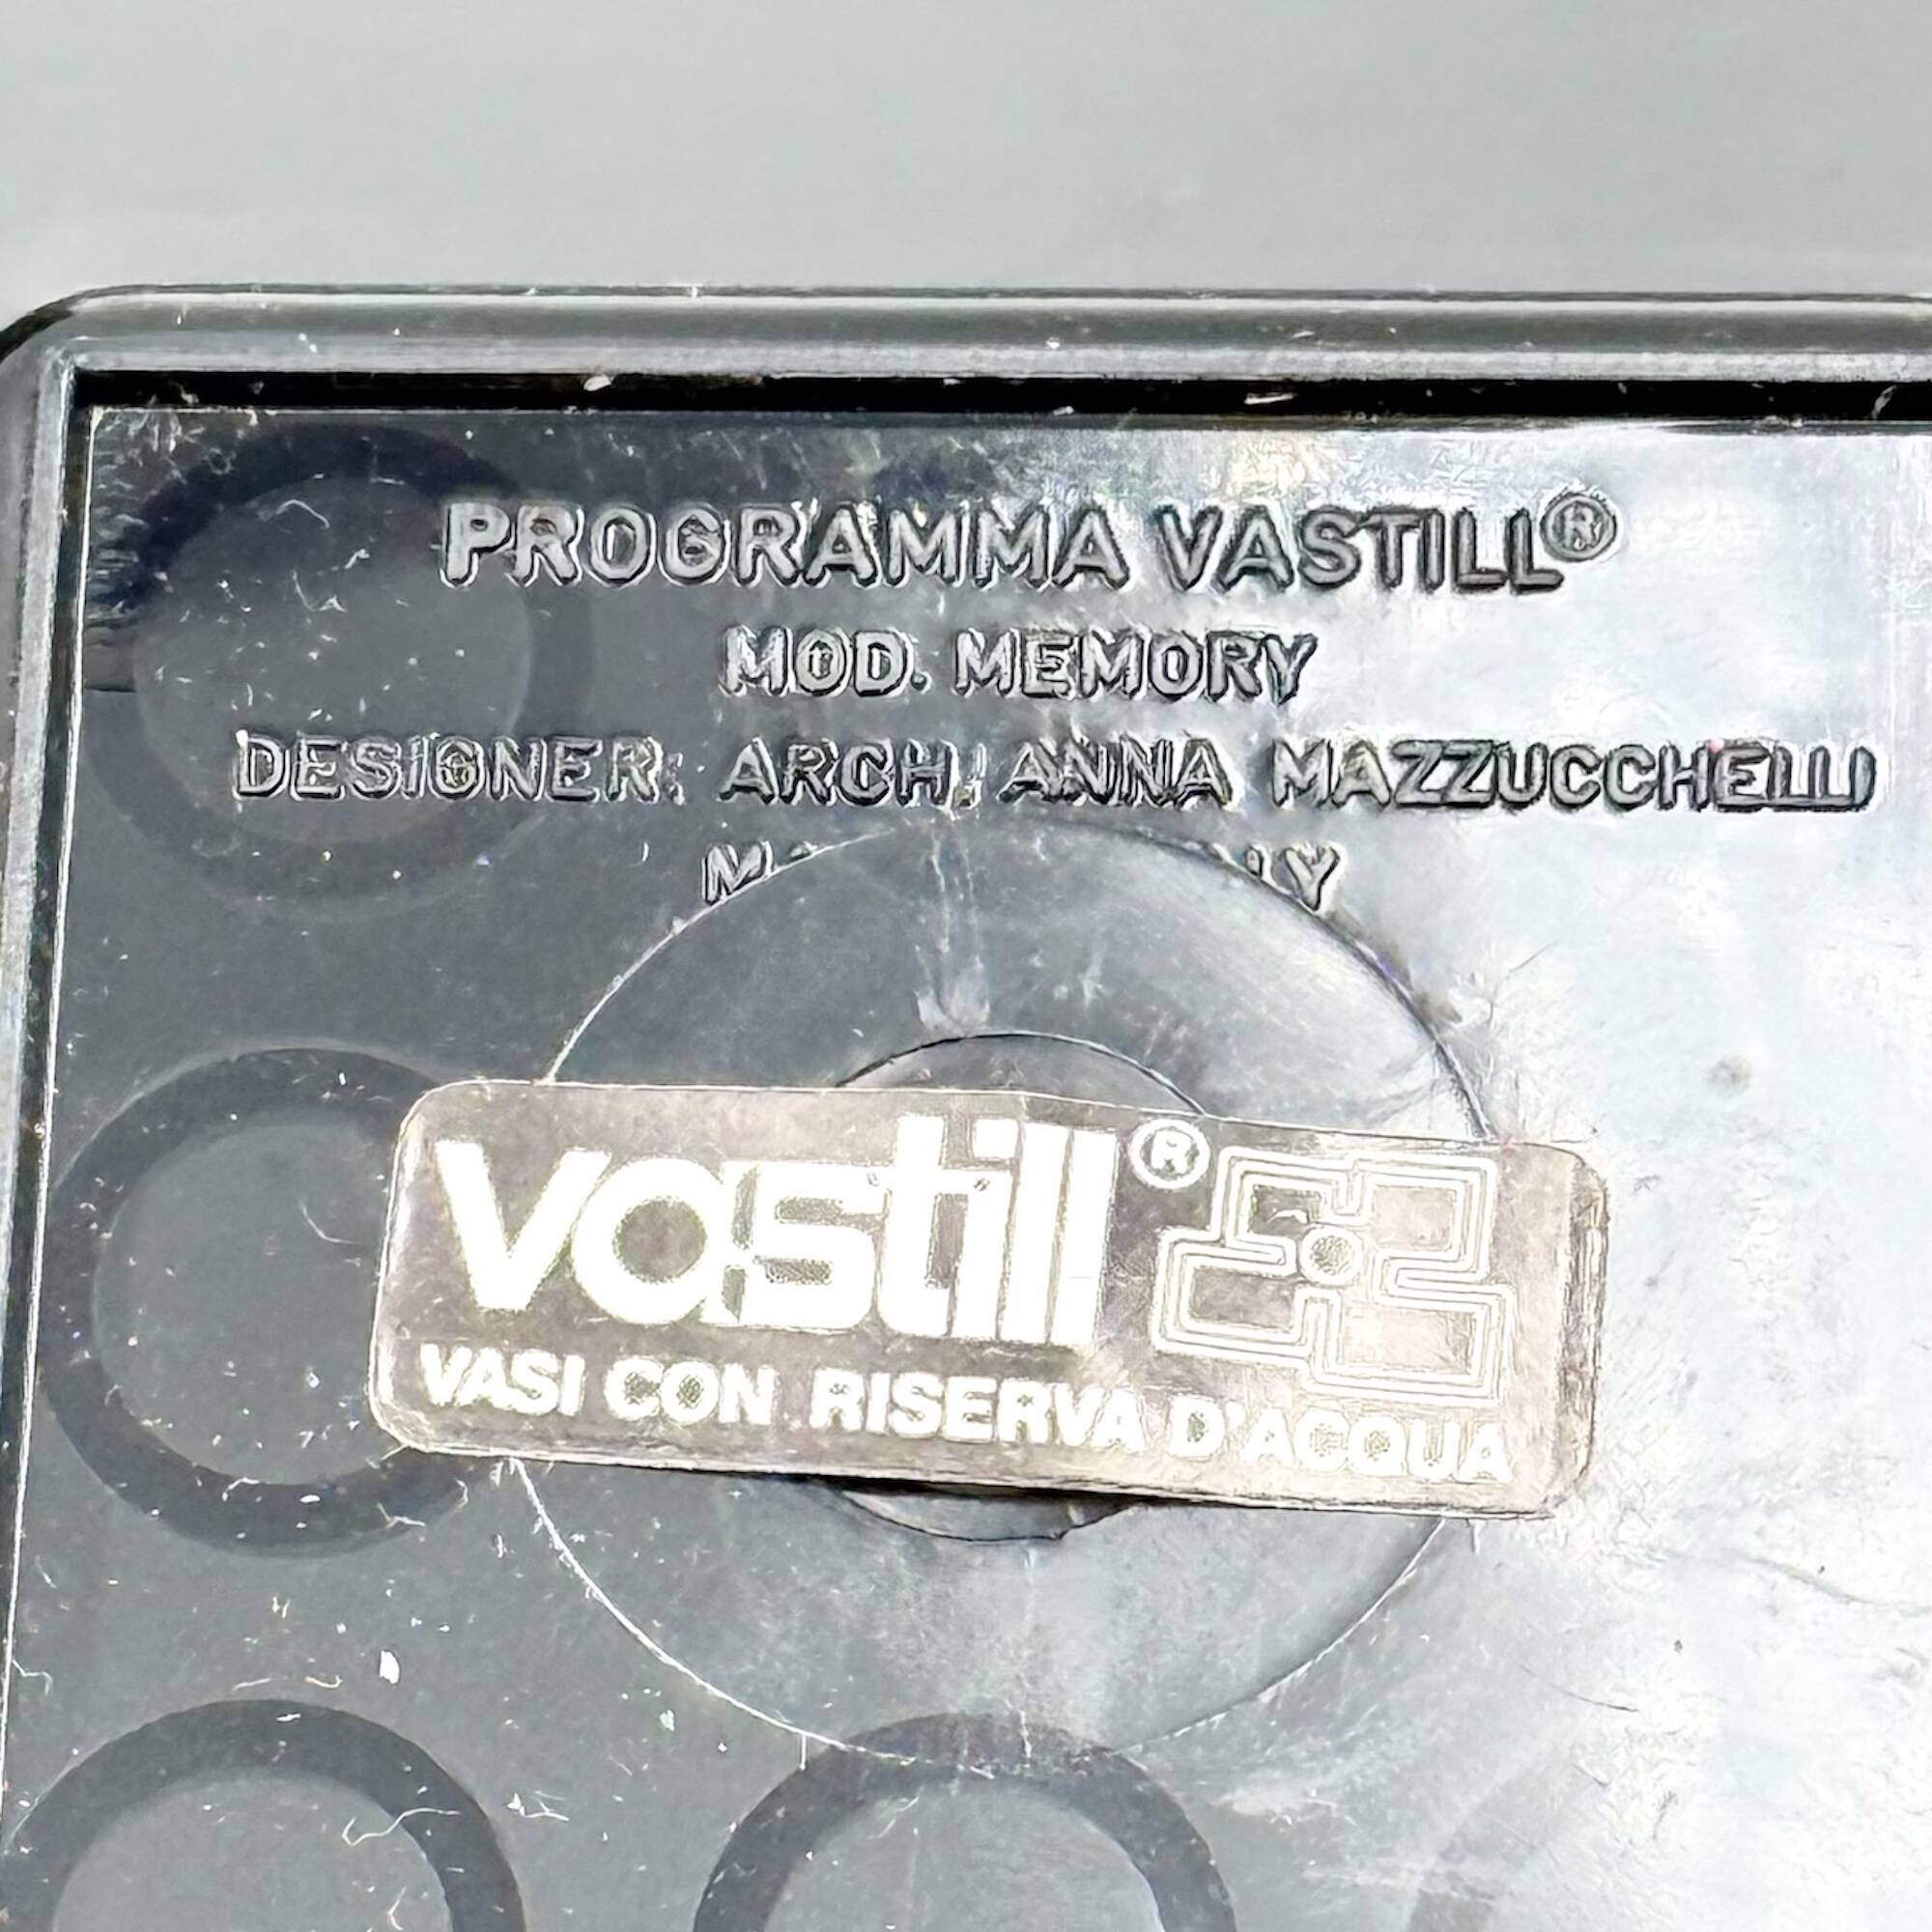 PROGRAMMA VASTILL®
MOD. MEMORY
DESIGNER: ARCH. ANNA MAZZUCCHELLI
vastill®
VASI CON RISERVA D'ACQUA